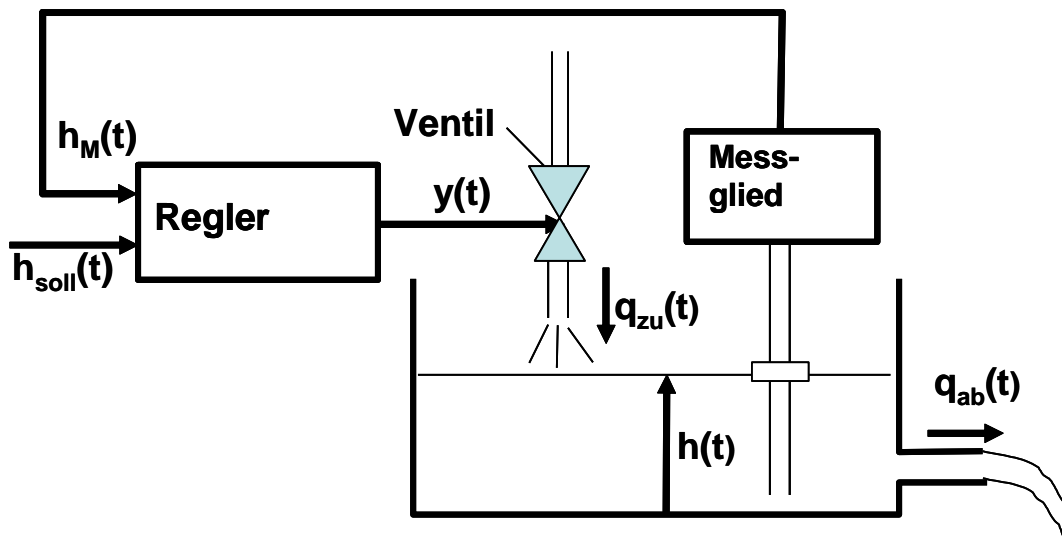 h_M(t)
Ventil
Mess-
glied
Regler
y(t)
h_soll(t)
q_zu(t)
q_ab(t)
h(t)